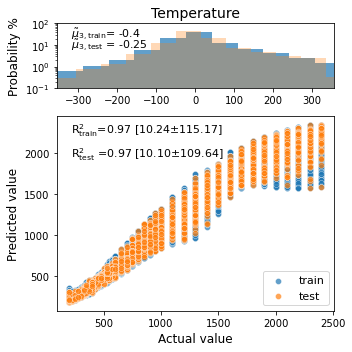 Temperature
Probability %
10²
10¹
10⁰
10⁻¹
μ̃₃,train= -0.4
μ̃₃,test = -0.25
−300 −200 −100 0 100 200 300
Predicted value
2000
1500
1000
500
R²train=0.97 [10.24±115.17]
R²test =0.97 [10.10±109.64]
train
test
500 1000 1500 2000 2500
Actual value